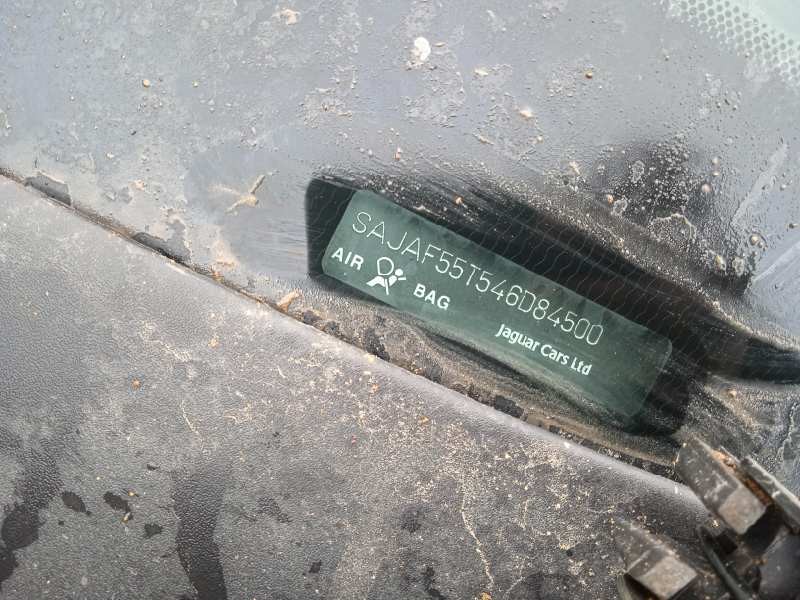 SAJAF55T546D84500
AIR BAG
Jaguar Cars Ltd